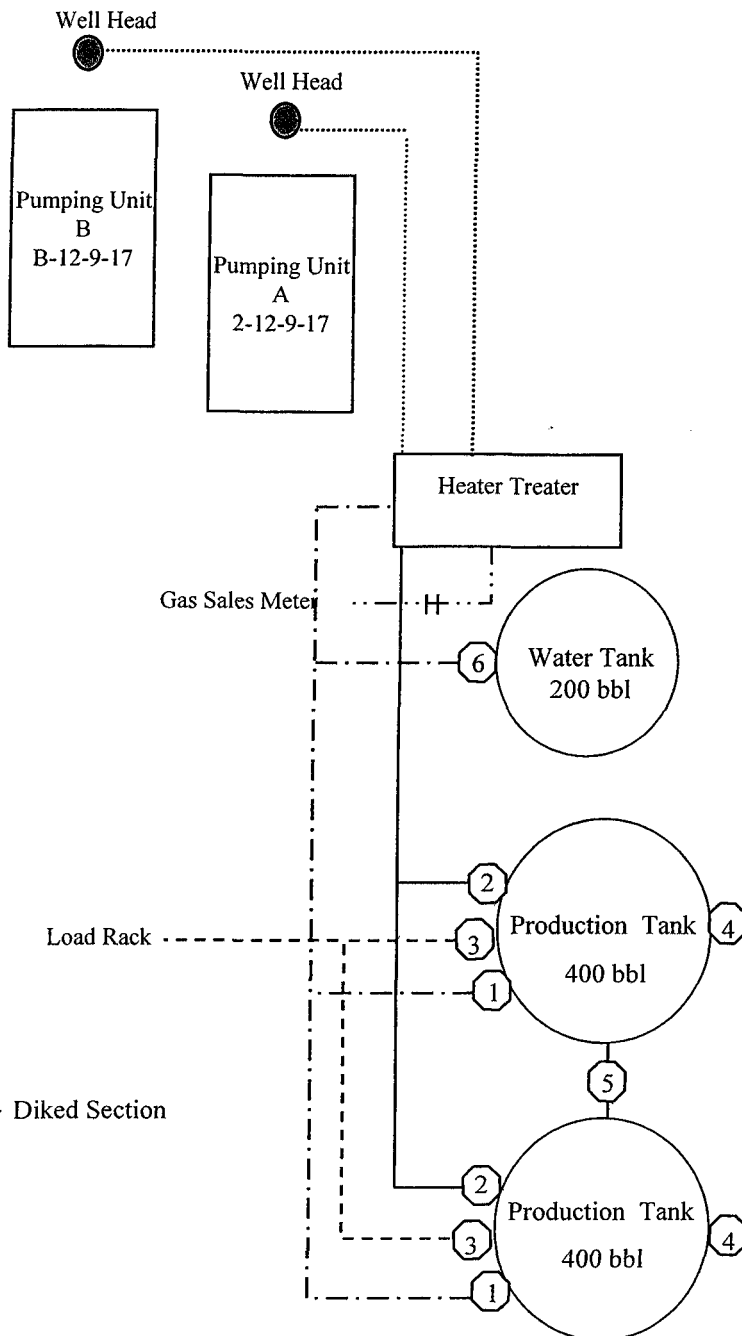 Well Head
Well Head
Pumping Unit
B
B-12-9-17
Pumping Unit
A
2-12-9-17
Heater Treater
Gas Sales Meter
6
Water Tank
200 bbl
2
Load Rack
3
Production Tank
4
400 bbl
1
5
Diked Section
2
Production Tank
3
4
400 bbl
1